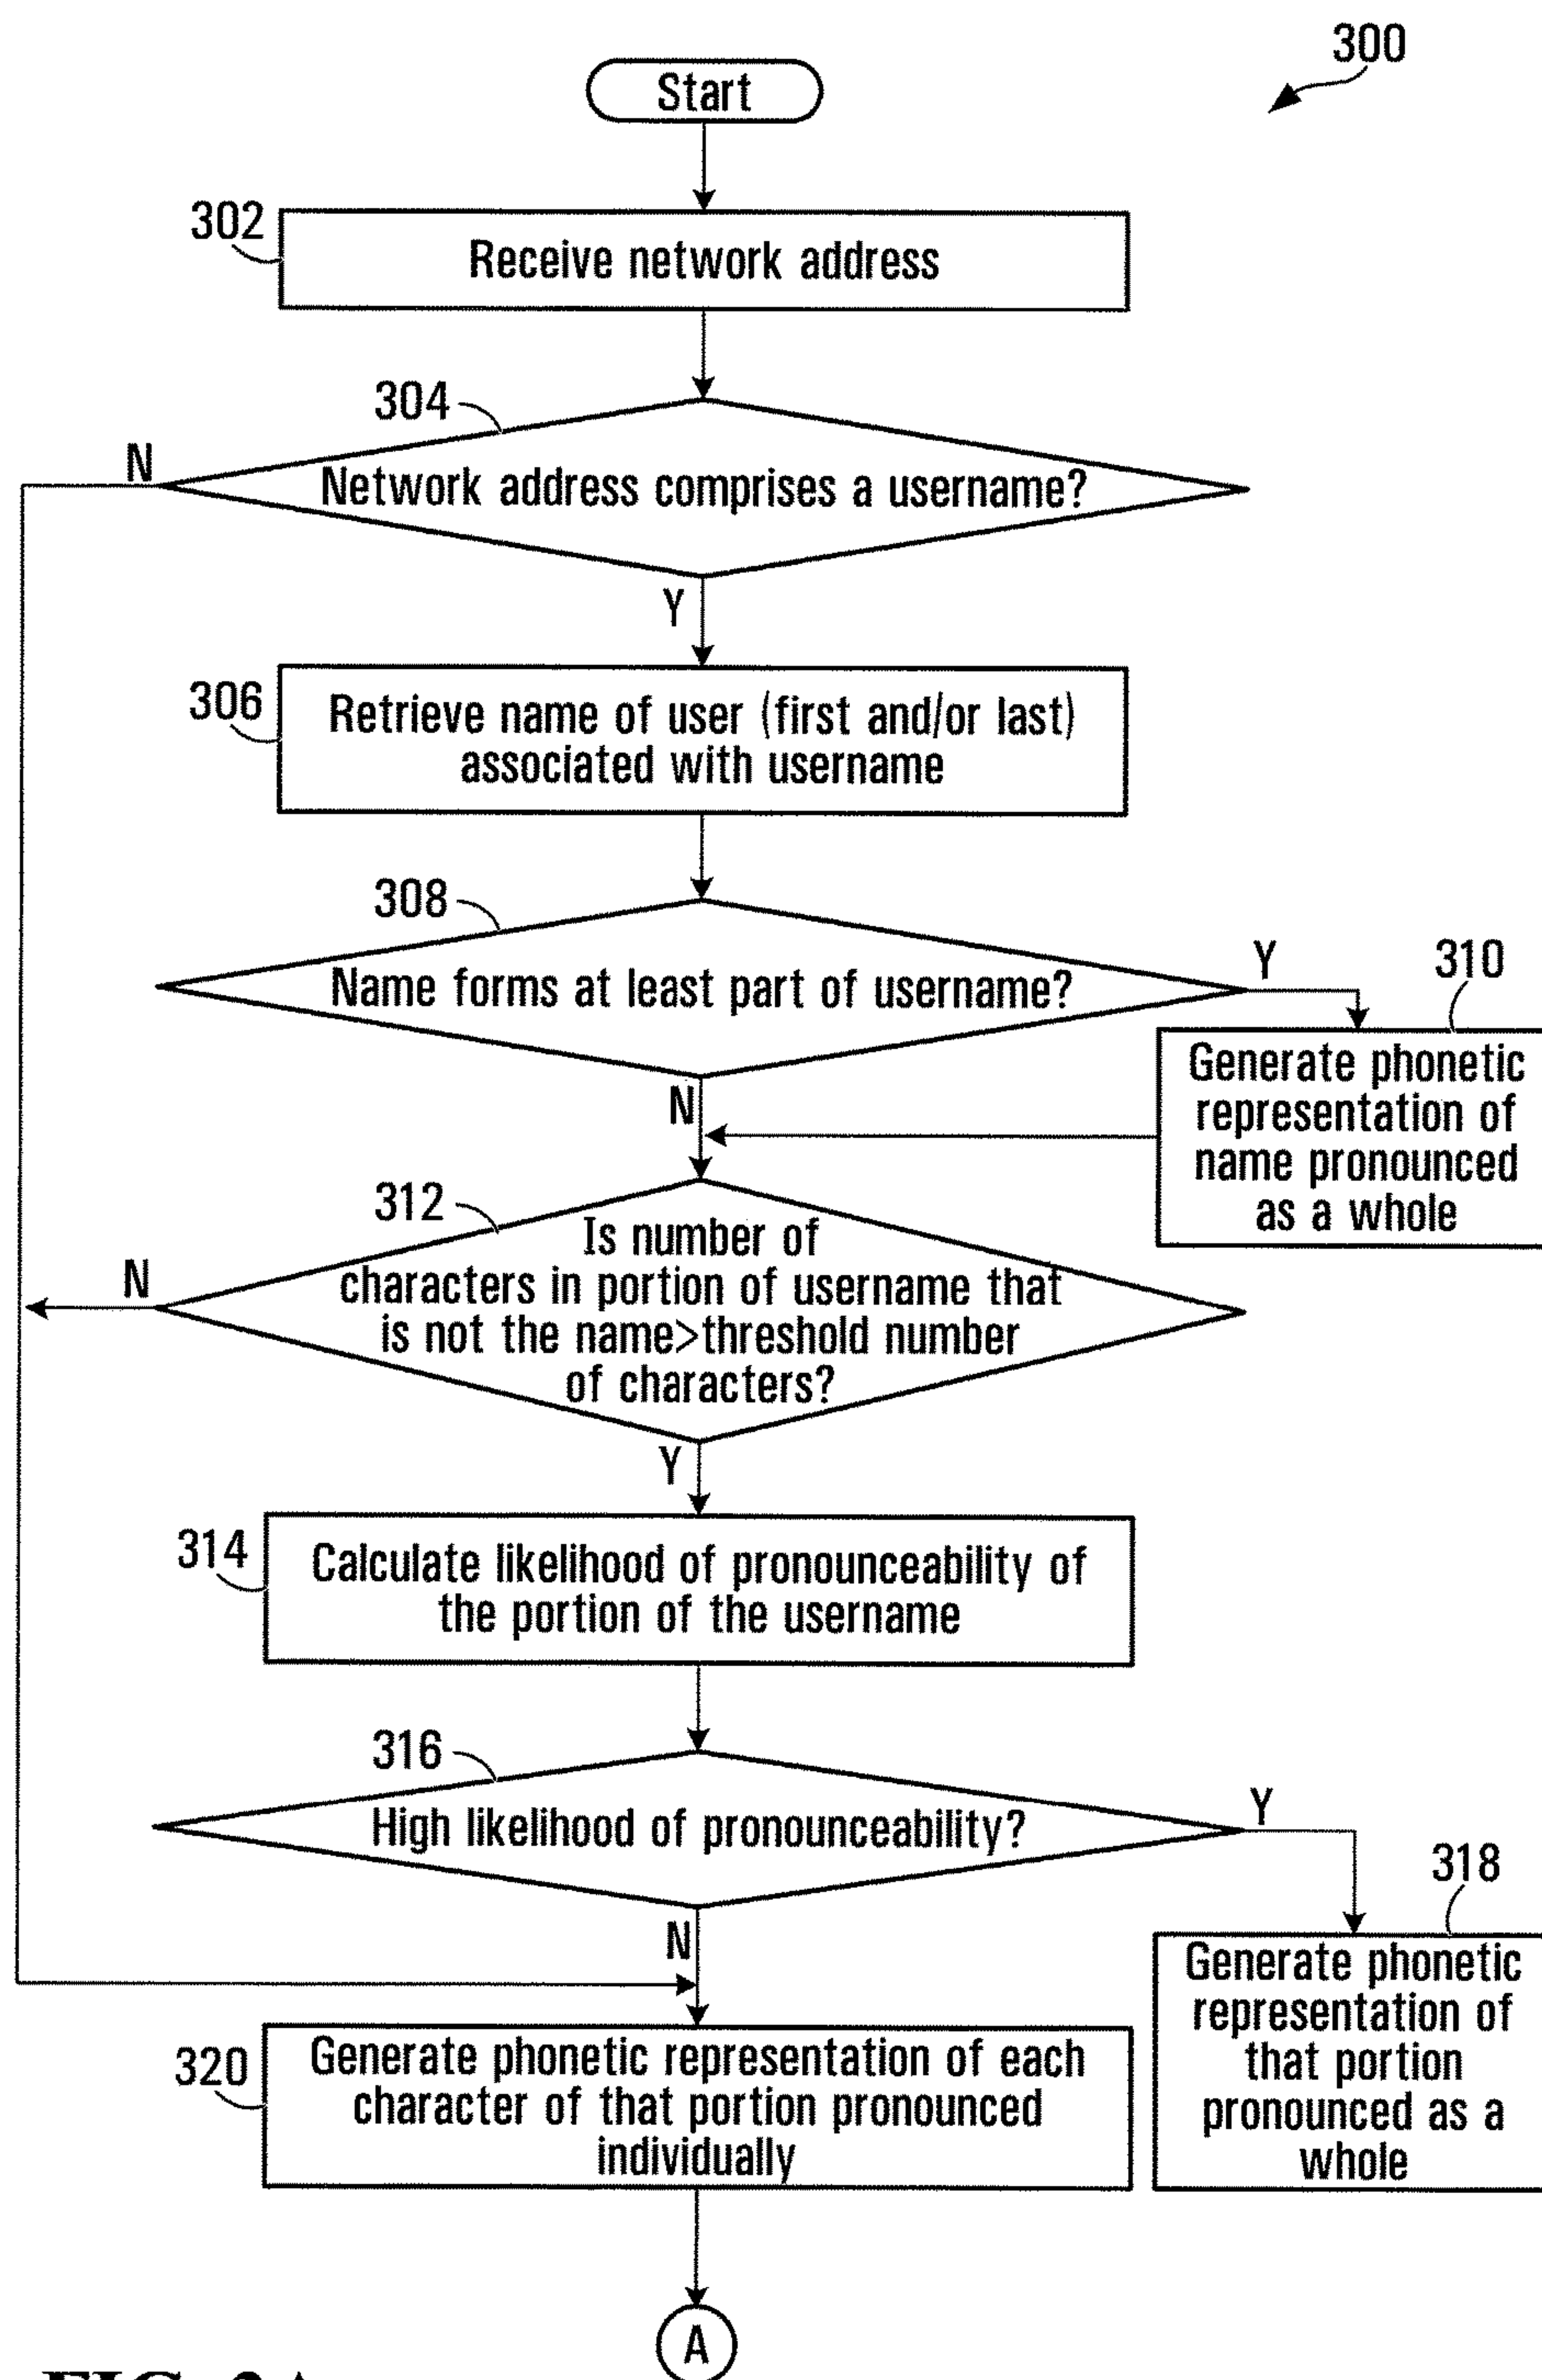 300
Start
302
Receive network address
304
N
Network address comprises a username?
Y
306
Retrieve name of user (first and/or last)
associated with username
308
Name forms at least part of username?
Y
310
Generate phonetic
representation of
name pronounced
as a whole
N
312
Is number of
characters in portion of username that
is not the name>threshold number
of characters?
N
Y
314
Calculate likelihood of pronounceability of
the portion of the username
316
High likelihood of pronounceability?
Y
318
Generate phonetic
representation of
that portion
pronounced as a
whole
N
320
Generate phonetic representation of each
character of that portion pronounced
individually
A